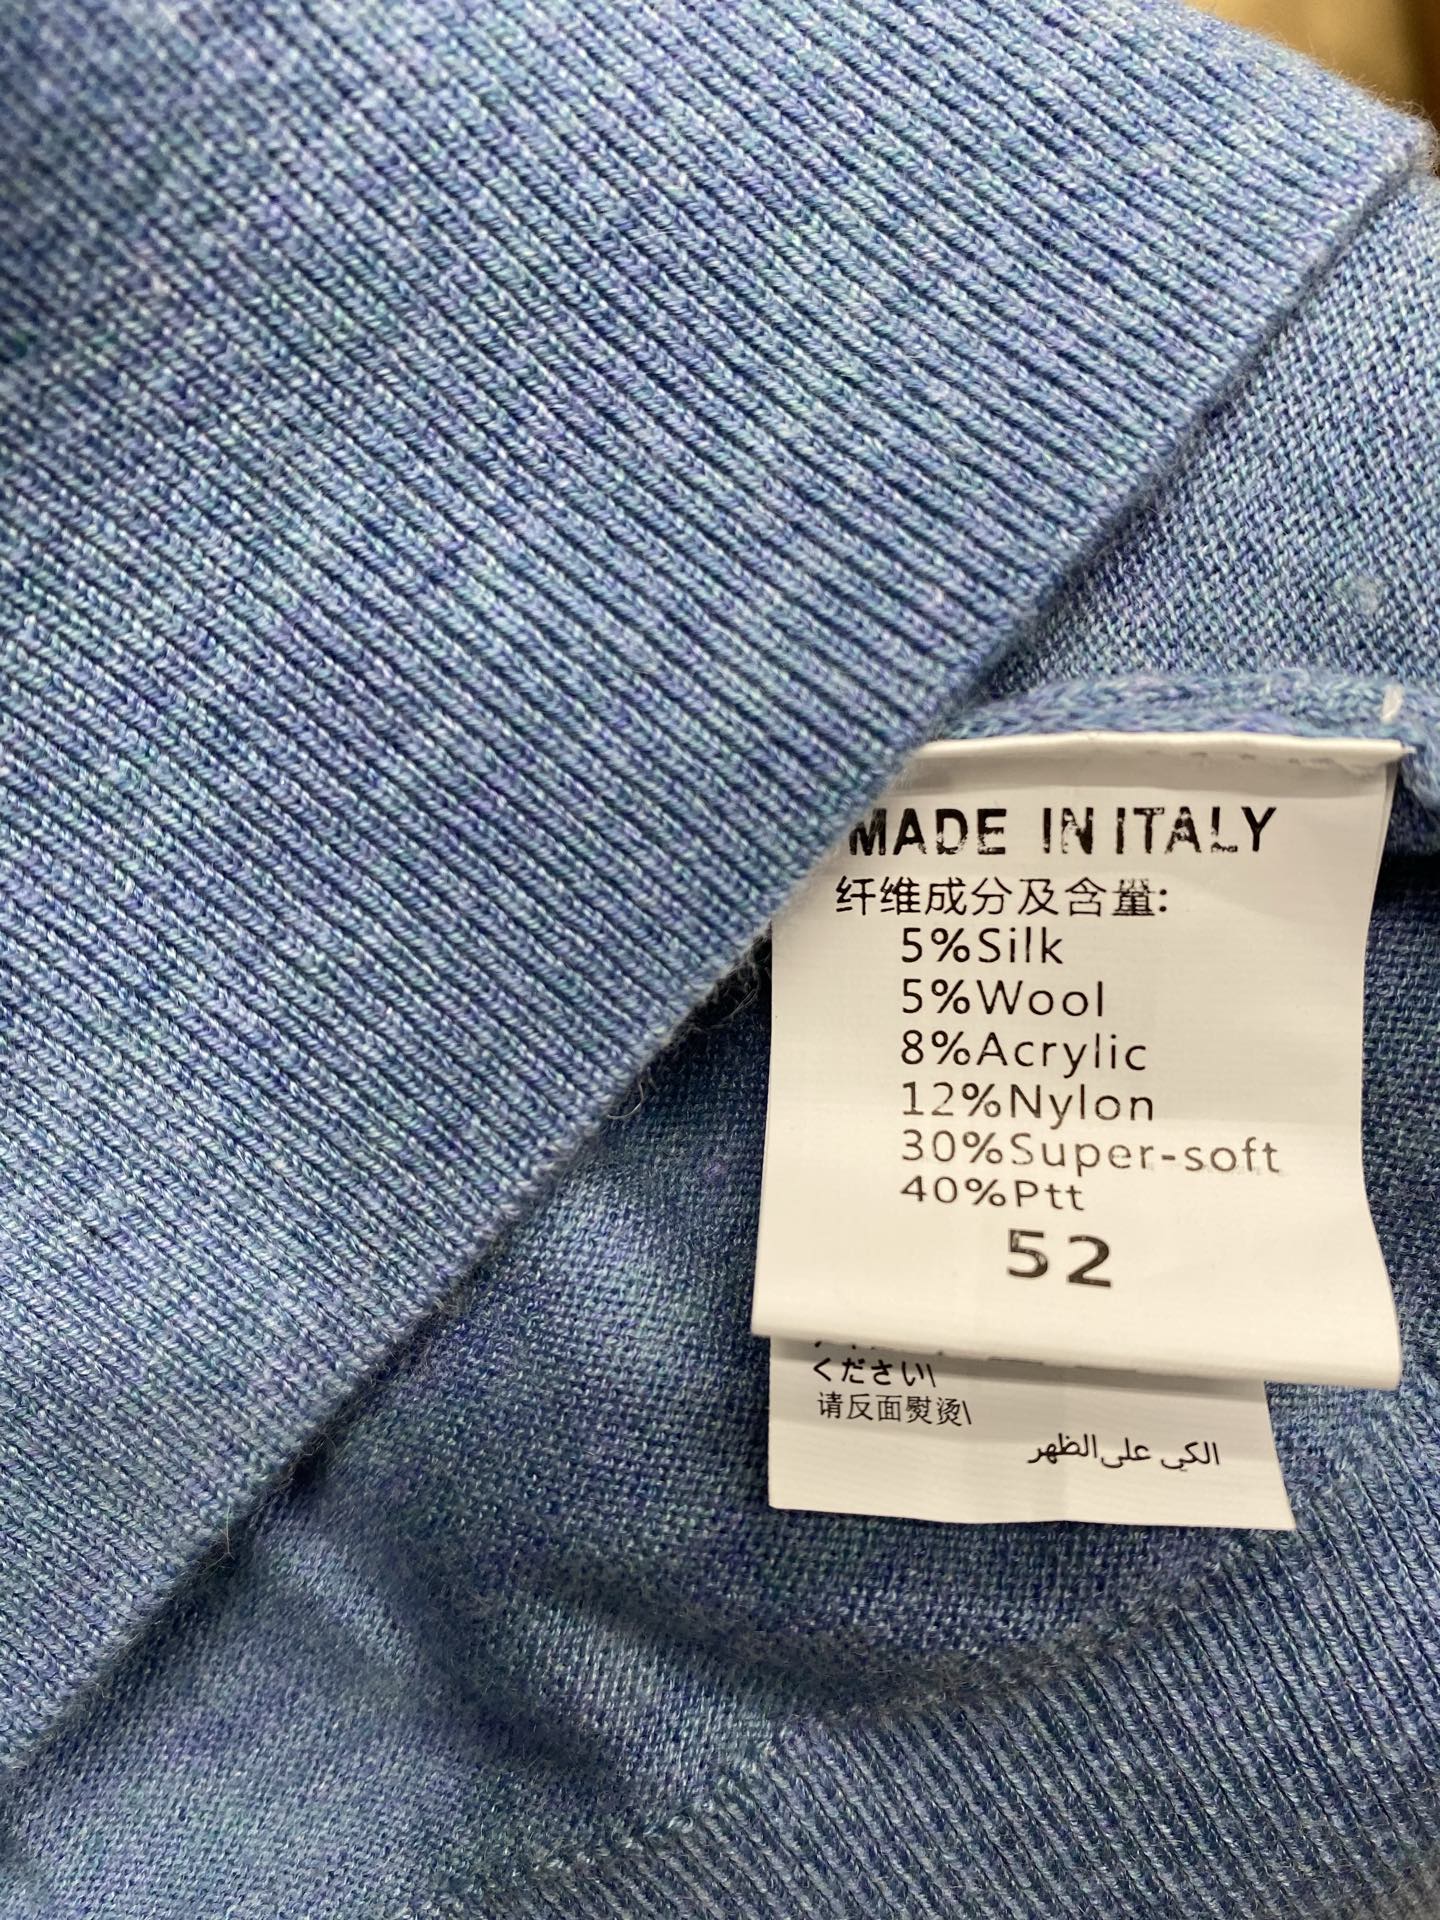 MADE IN ITALY
纤维成分及含量:
5%Silk
5%Wool
8%Acrylic
12%Nylon
30%Super-soft
40%Ptt
52
ください\
请反面熨烫\
الكي على الظهر